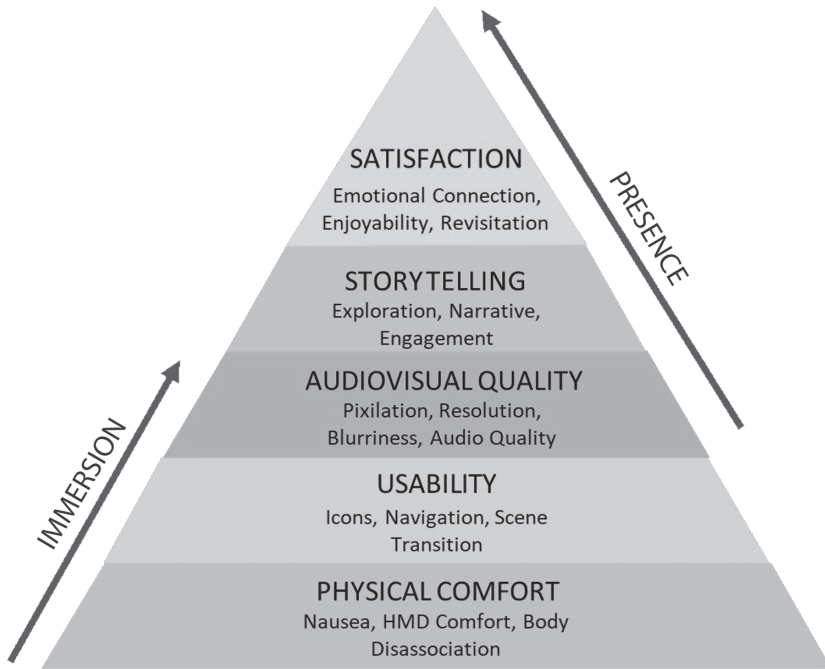 SATISFACTION
Emotional Connection,
Enjoyability, Revisitation
PRESENCE
STORYTELLING
Exploration, Narrative,
Engagement
AUDIOVISUAL QUALITY
Pixilation, Resolution,
Blurriness, Audio Quality
IMMERSION
USABILITY
Icons, Navigation, Scene
Transition
PHYSICAL COMFORT
Nausea, HMD Comfort, Body
Disassociation